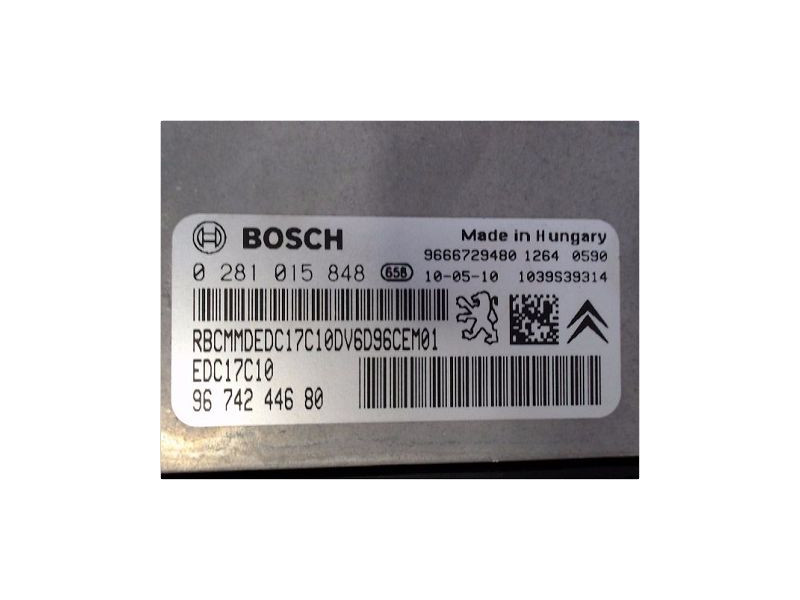 BOSCH
Made in Hungary
9666729480 1264 0590
0 281 015 848 658 10-05-10 1039S39314
RBCMMDEDC17C10DV6D96CEM01
EDC17C10
96 742 446 80